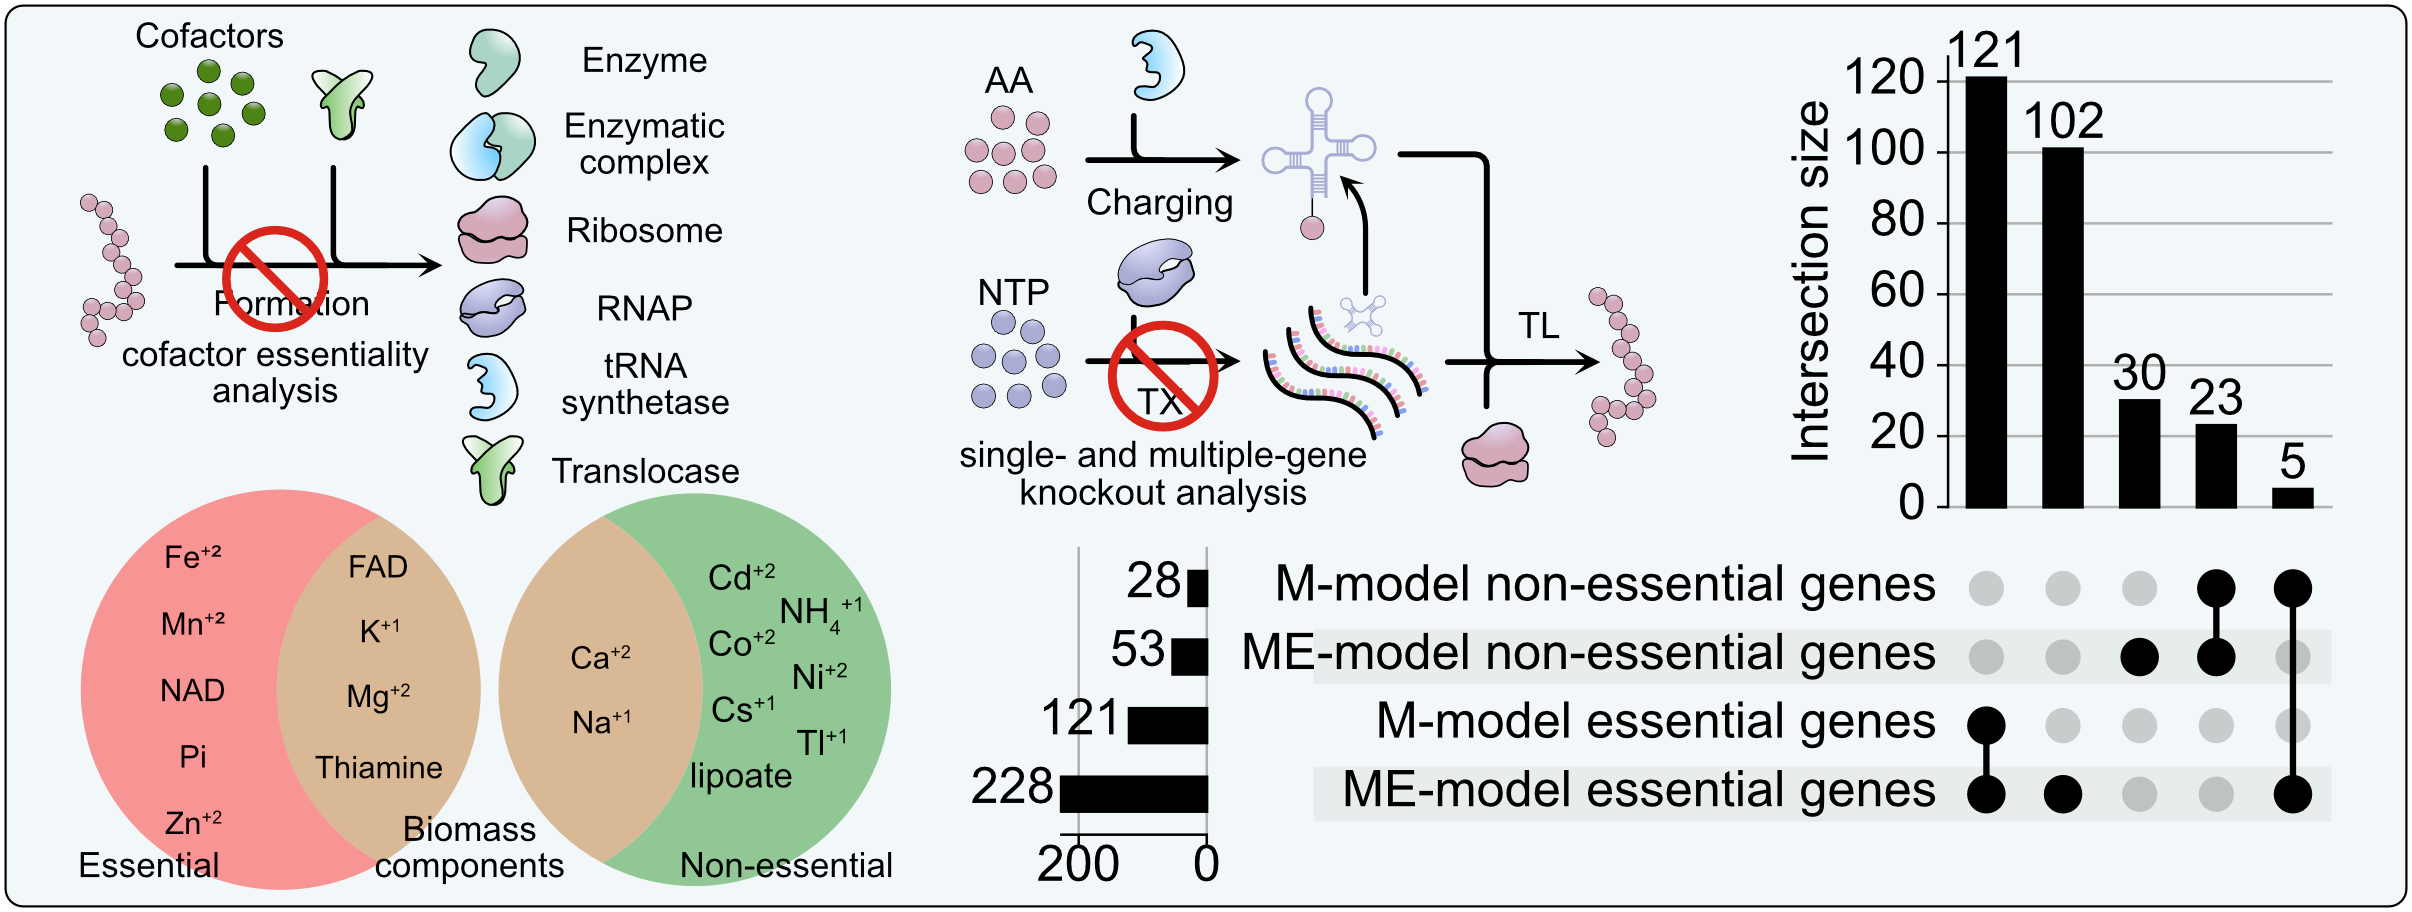 Cofactors
Enzyme
Enzymatic
complex
Ribosome
RNAP
tRNA
synthetase
Translocase
Formation
cofactor essentiality
analysis
Fe⁺²
Mn⁺²
NAD
Pi
Zn⁺²
Essential
FAD
K⁺¹
Mg⁺²
Thiamine
Biomass
components
Ca⁺²
Na⁺¹
Cd⁺²
NH₄⁺¹
Co⁺²
Ni⁺²
Cs⁺¹
Tl⁺¹
lipoate
Non-essential
AA
Charging
NTP
TX
TL
single- and multiple-gene
knockout analysis
Intersection size
120
100
80
60
40
20
0
121
102
30
23
5
28
M-model non-essential genes
53
ME-model non-essential genes
121
M-model essential genes
228
ME-model essential genes
200
0